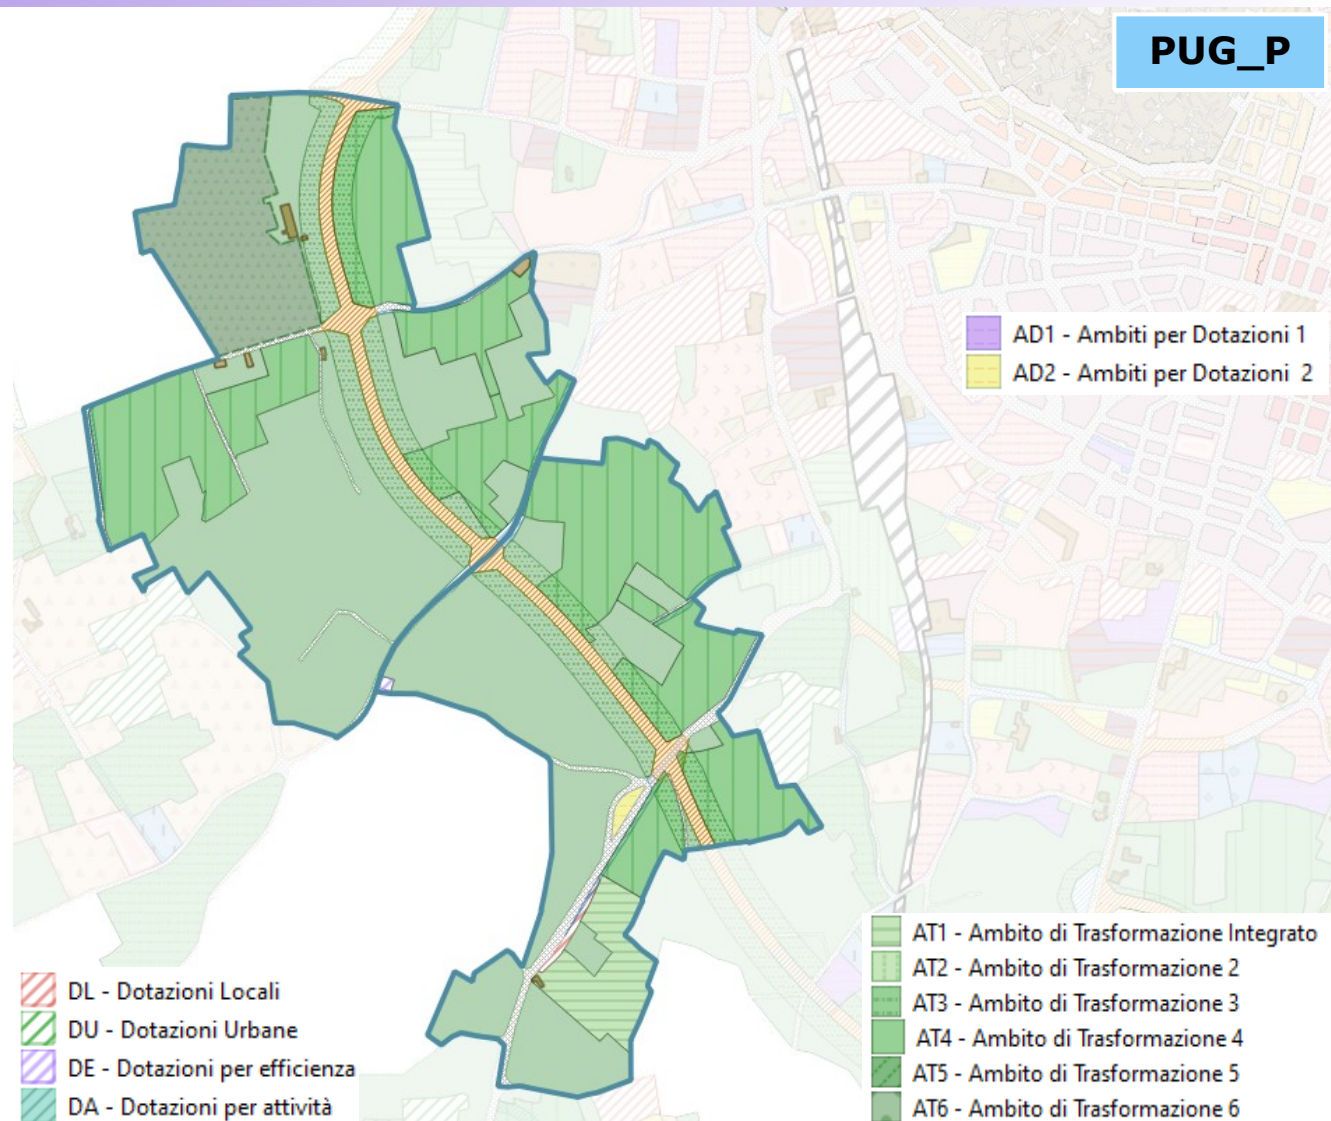 PUG_P
AD1 - Ambiti per Dotazioni 1
AD2 - Ambiti per Dotazioni 2
DL - Dotazioni Locali
DU - Dotazioni Urbane
DE - Dotazioni per efficienza
DA - Dotazioni per attività
AT1 - Ambito di Trasformazione Integrato
AT2 - Ambito di Trasformazione 2
AT3 - Ambito di Trasformazione 3
AT4 - Ambito di Trasformazione 4
AT5 - Ambito di Trasformazione 5
AT6 - Ambito di Trasformazione 6